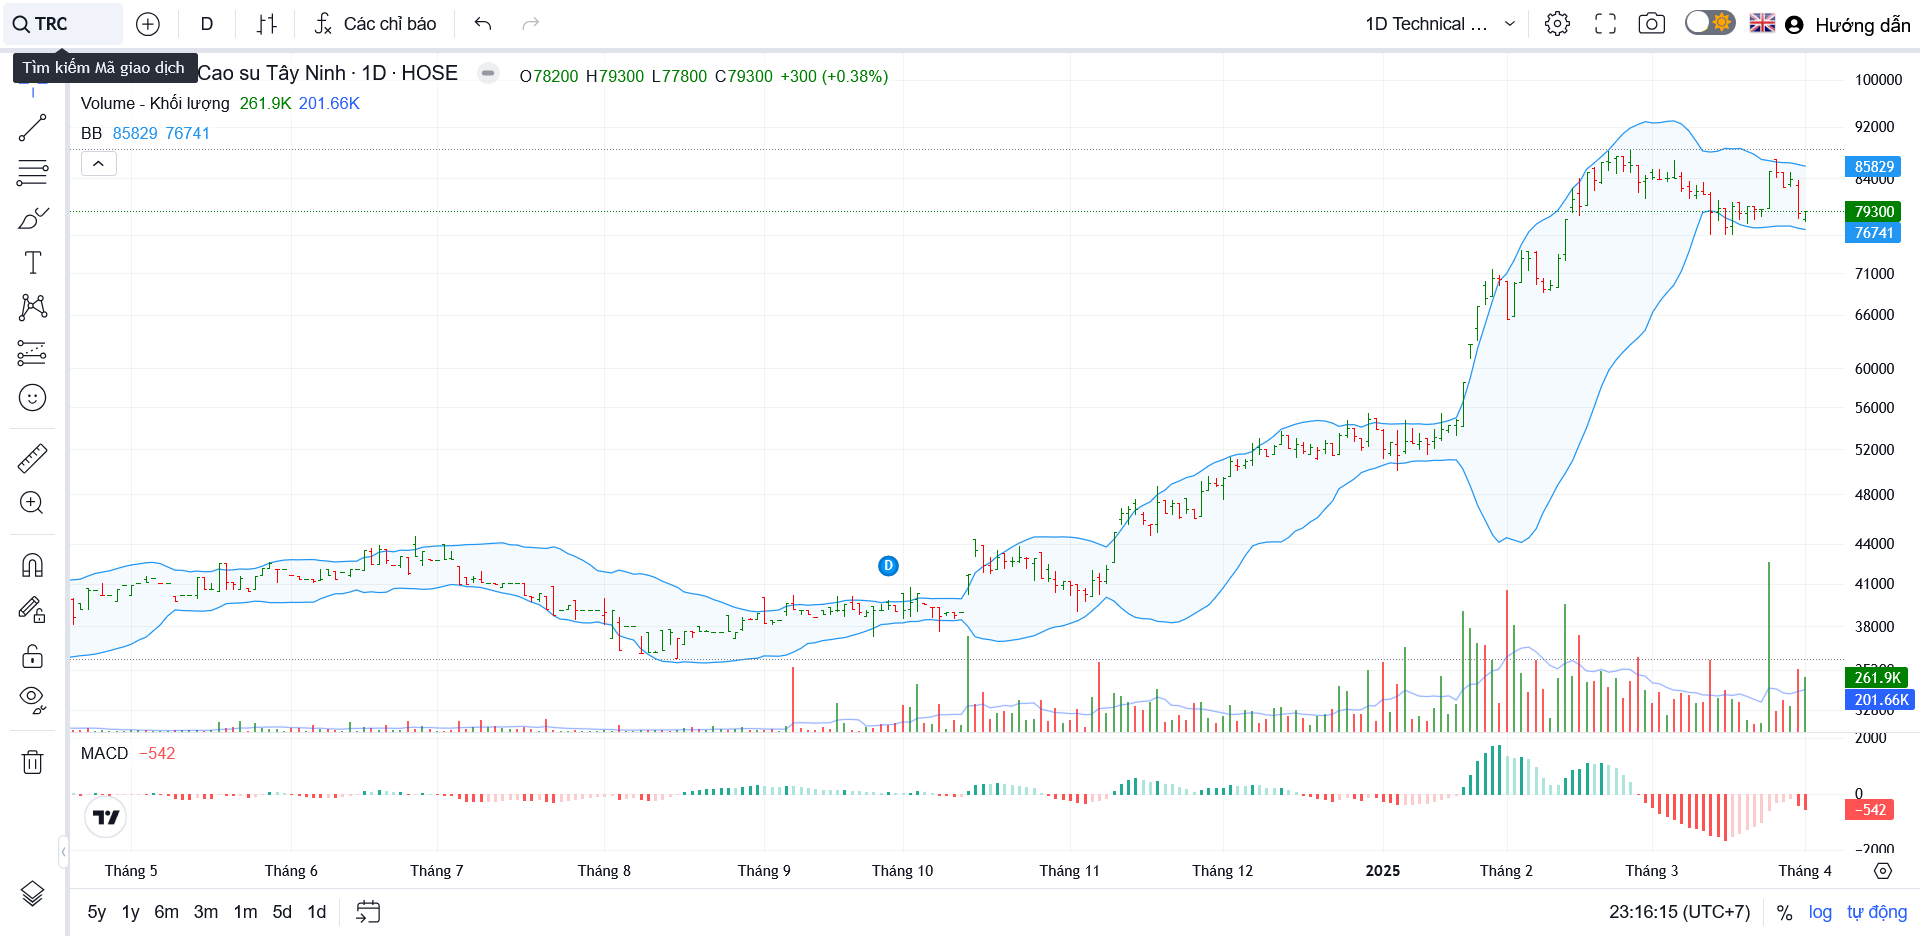 TRC
D
Các chỉ báo
1D Technical ...
Hướng dẫn
Tìm kiếm Mã giao dịch
Cao su Tây Ninh · 1D · HOSE
O78200 H79300 L77800 C79300 +300 (+0.38%)
Volume - Khối lượng 261.9K 201.66K
BB 85829 76741
100000
92000
85829
84000
79300
76741
71000
66000
60000
56000
52000
48000
44000
D
41000
38000
261.9K
201.66K
2000
MACD −542
0
−542
−2000
Tháng 5 Tháng 6 Tháng 7 Tháng 8 Tháng 9 Tháng 10 Tháng 11 Tháng 12 2025 Tháng 2 Tháng 3 Tháng 4
5y 1y 6m 3m 1m 5d 1d
23:16:15 (UTC+7) % log tự động